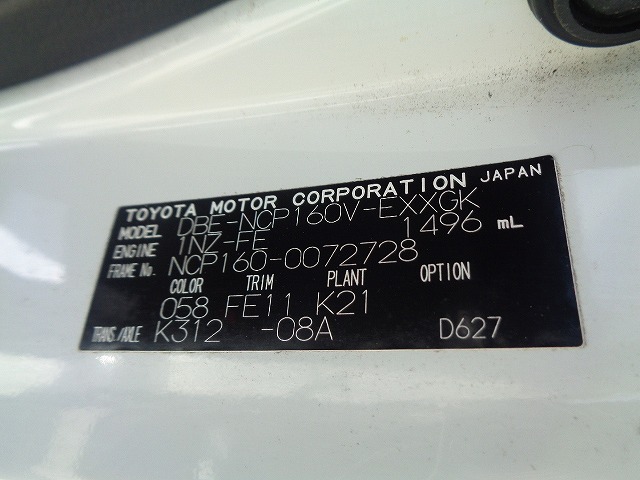 TOYOTA MOTOR CORPORATION JAPAN
MODEL DBE-NCP160V-EXXGK
ENGINE 1NZ-FE 1496 mL
FRAME No. NCP160-0072728
COLOR TRIM PLANT OPTION
058 FE11 K21
TRANS./AXLE K312 -08A D627